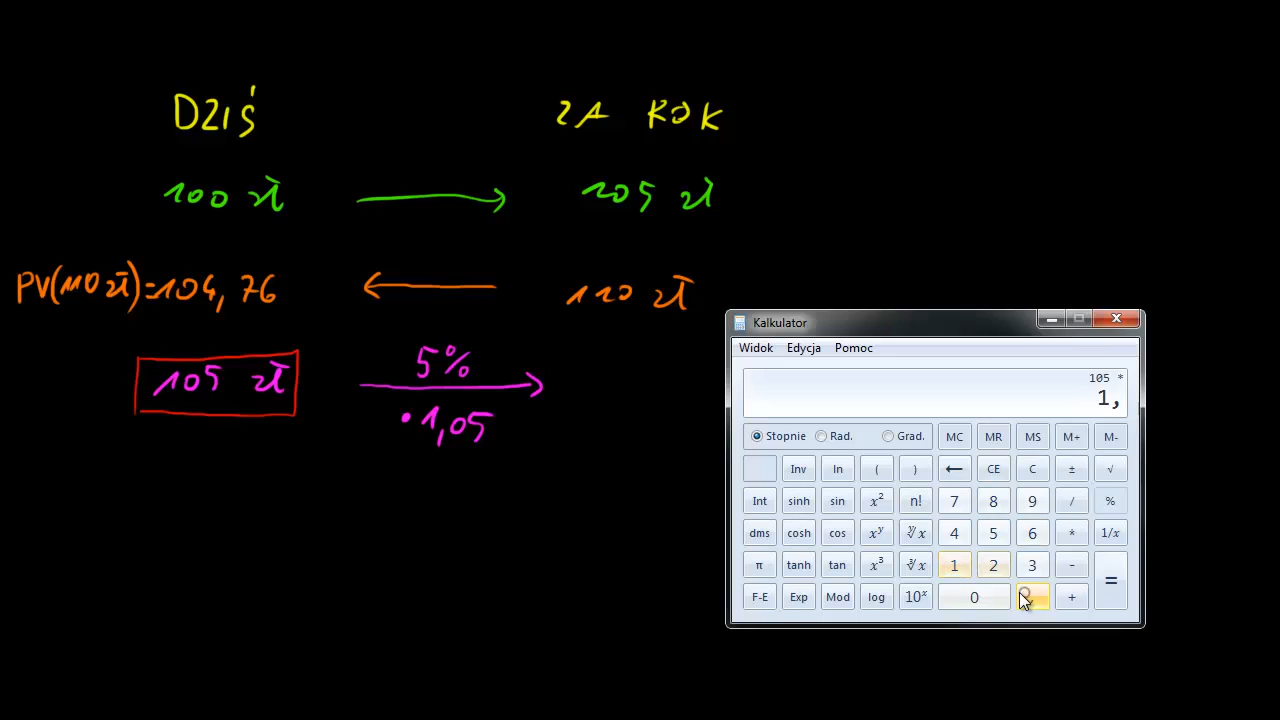 DZIŚ ZA ROK
100 zł 105 zł
PV(110 zł)=104,76 110 zł
105 zł 5%
·1,05
Kalkulator
Widok Edycja Pomoc
105 *
1,
Stopnie Rad. Grad. MC MR MS M+ M-
Inv ln ( ) ← CE C ± √
Int sinh sin x² n! 7 8 9 / %
dms cosh cos xʸ ʸ√x 4 5 6 * 1/x
π tanh tan x³ ³√x 1 2 3 - =
F-E Exp Mod log 10ˣ 0 +